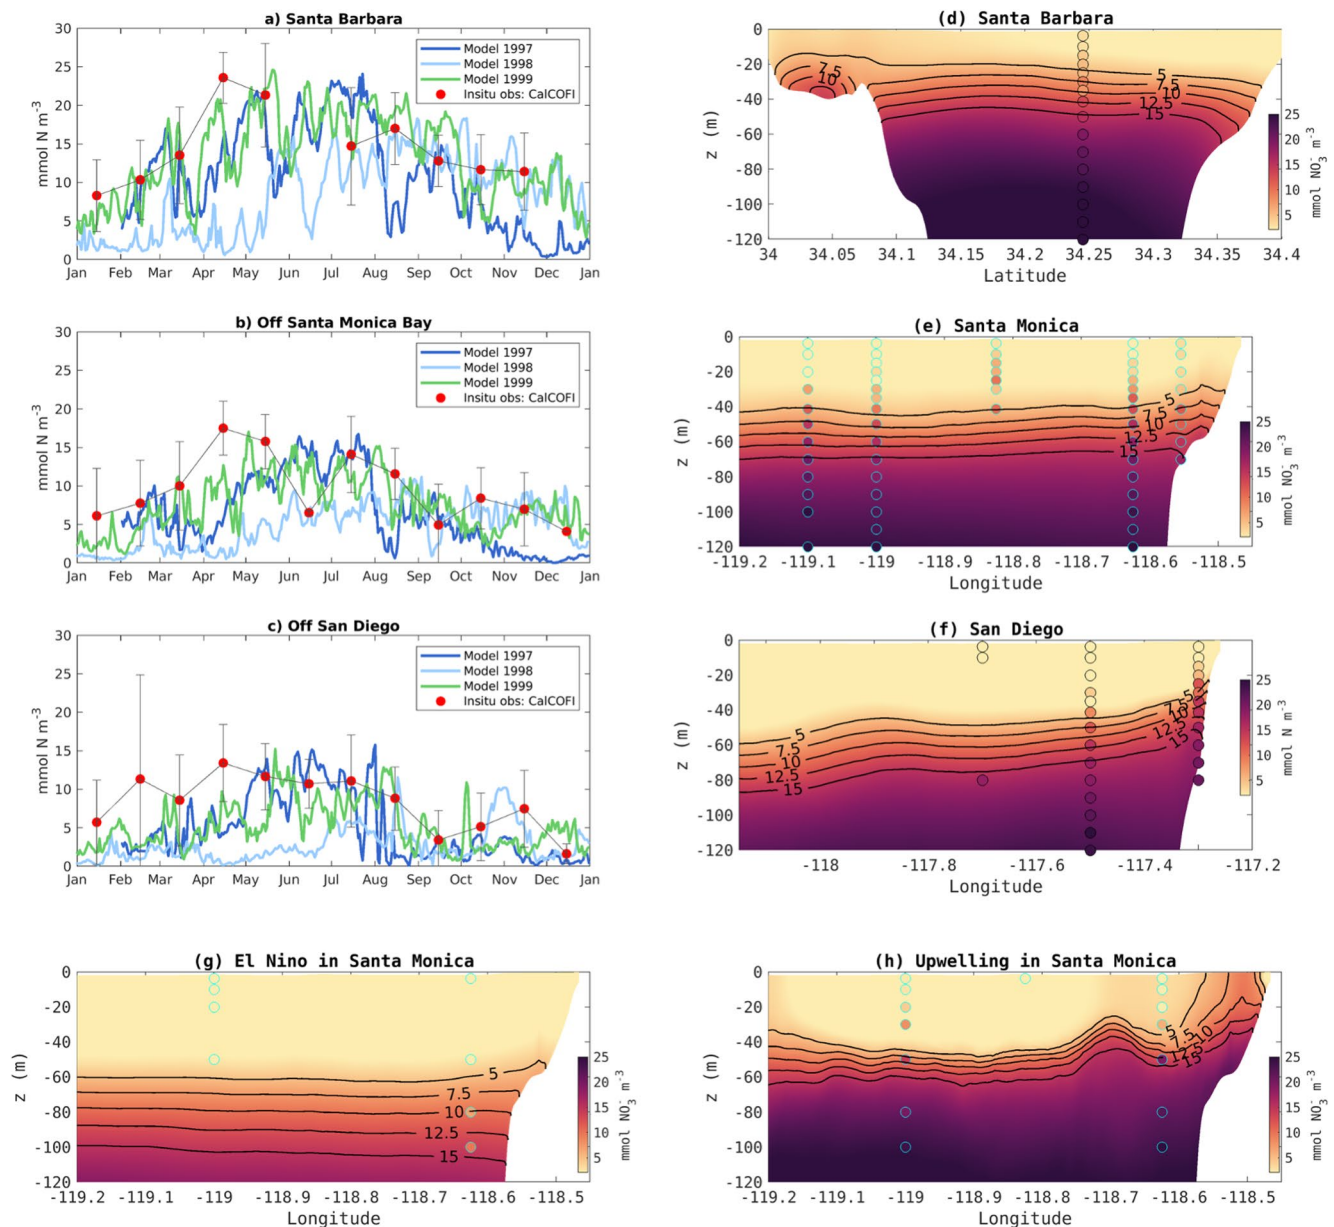 a) Santa Barbara
30
25
20
15
10
5
0
mmol N m-3
Model 1997
Model 1998
Model 1999
Insitu obs: CalCOFI
Jan Feb Mar Apr May Jun Jul Aug Sep Oct Nov Dec Jan
(d) Santa Barbara
0
-20
-40
-60
-80
-100
-120
z (m)
7.5
10
5
7.5
10
12.5
15
25
20
15
10
5
mmol NO3- m-3
34 34.05 34.1 34.15 34.2 34.25 34.3 34.35 34.4
Latitude
b) Off Santa Monica Bay
30
25
20
15
10
5
0
mmol N m-3
Model 1997
Model 1998
Model 1999
Insitu obs: CalCOFI
Jan Feb Mar Apr May Jun Jul Aug Sep Oct Nov Dec Jan
(e) Santa Monica
0
-20
-40
-60
-80
-100
-120
z (m)
5
7.5
10
12.5
15
25
20
15
10
5
mmol NO3- m-3
-119.2 -119.1 -119 -118.9 -118.8 -118.7 -118.6 -118.5
Longitude
c) Off San Diego
30
25
20
15
10
5
0
mmol N m-3
Model 1997
Model 1998
Model 1999
Insitu obs: CalCOFI
Jan Feb Mar Apr May Jun Jul Aug Sep Oct Nov Dec Jan
(f) San Diego
0
-20
-40
-60
-80
-100
-120
z (m)
5
7.5
10
12.5
15
5
7.5
10
12.5
15
25
20
15
10
5
mmol N m-3
-118 -117.8 -117.6 -117.4 -117.2
Longitude
(g) El Nino in Santa Monica
0
-20
-40
-60
-80
-100
-120
z (m)
5
7.5
10
12.5
15
25
20
15
10
5
mmol NO3- m-3
-119.2 -119.1 -119 -118.9 -118.8 -118.7 -118.6 -118.5
Longitude
(h) Upwelling in Santa Monica
0
-20
-40
-60
-80
-100
-120
z (m)
5
7.5
10
12.5
15
25
20
15
10
5
mmol NO3- m-3
-119.2 -119.1 -119 -118.9 -118.8 -118.7 -118.6 -118.5
Longitude